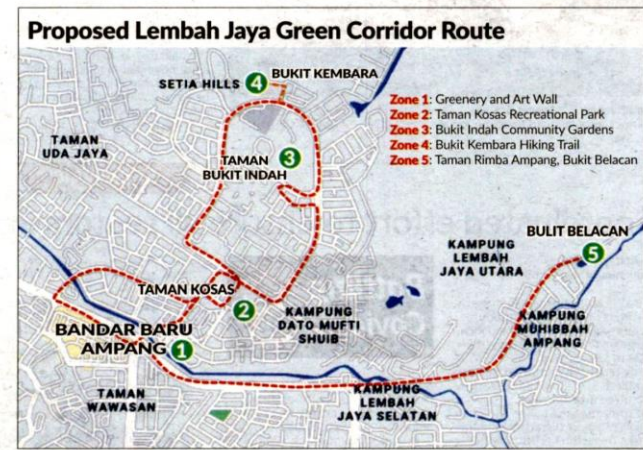 Proposed Lembah Jaya Green Corridor Route
SETIA HILLS
4
BUKIT KEMBARA
Zone 1: Greenery and Art Wall
Zone 2: Taman Kosas Recreational Park
Zone 3: Bukit Indah Community Gardens
Zone 4: Bukit Kembara Hiking Trail
Zone 5: Taman Rimba Ampang, Bukit Belacan
TAMAN
UDA JAYA
TAMAN
BUKIT INDAH
3
BULIT BELACAN
5
KAMPUNG
LEMBAH
JAYA UTARA
TAMAN KOSAS
2
KAMPUNG
DATO MUFTI
SHUIB
KAMPUNG
MUHIBBAH
AMPANG
BANDAR BARU
AMPANG
1
TAMAN
WAWASAN
KAMPUNG
LEMBAH
JAYA SELATAN